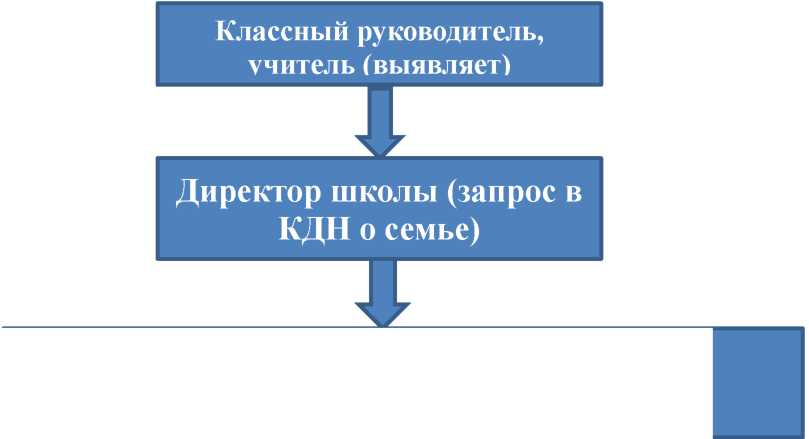 Классный руководитель,
учитель (выявляет)
Директор школы (запрос в
КДН о семье)